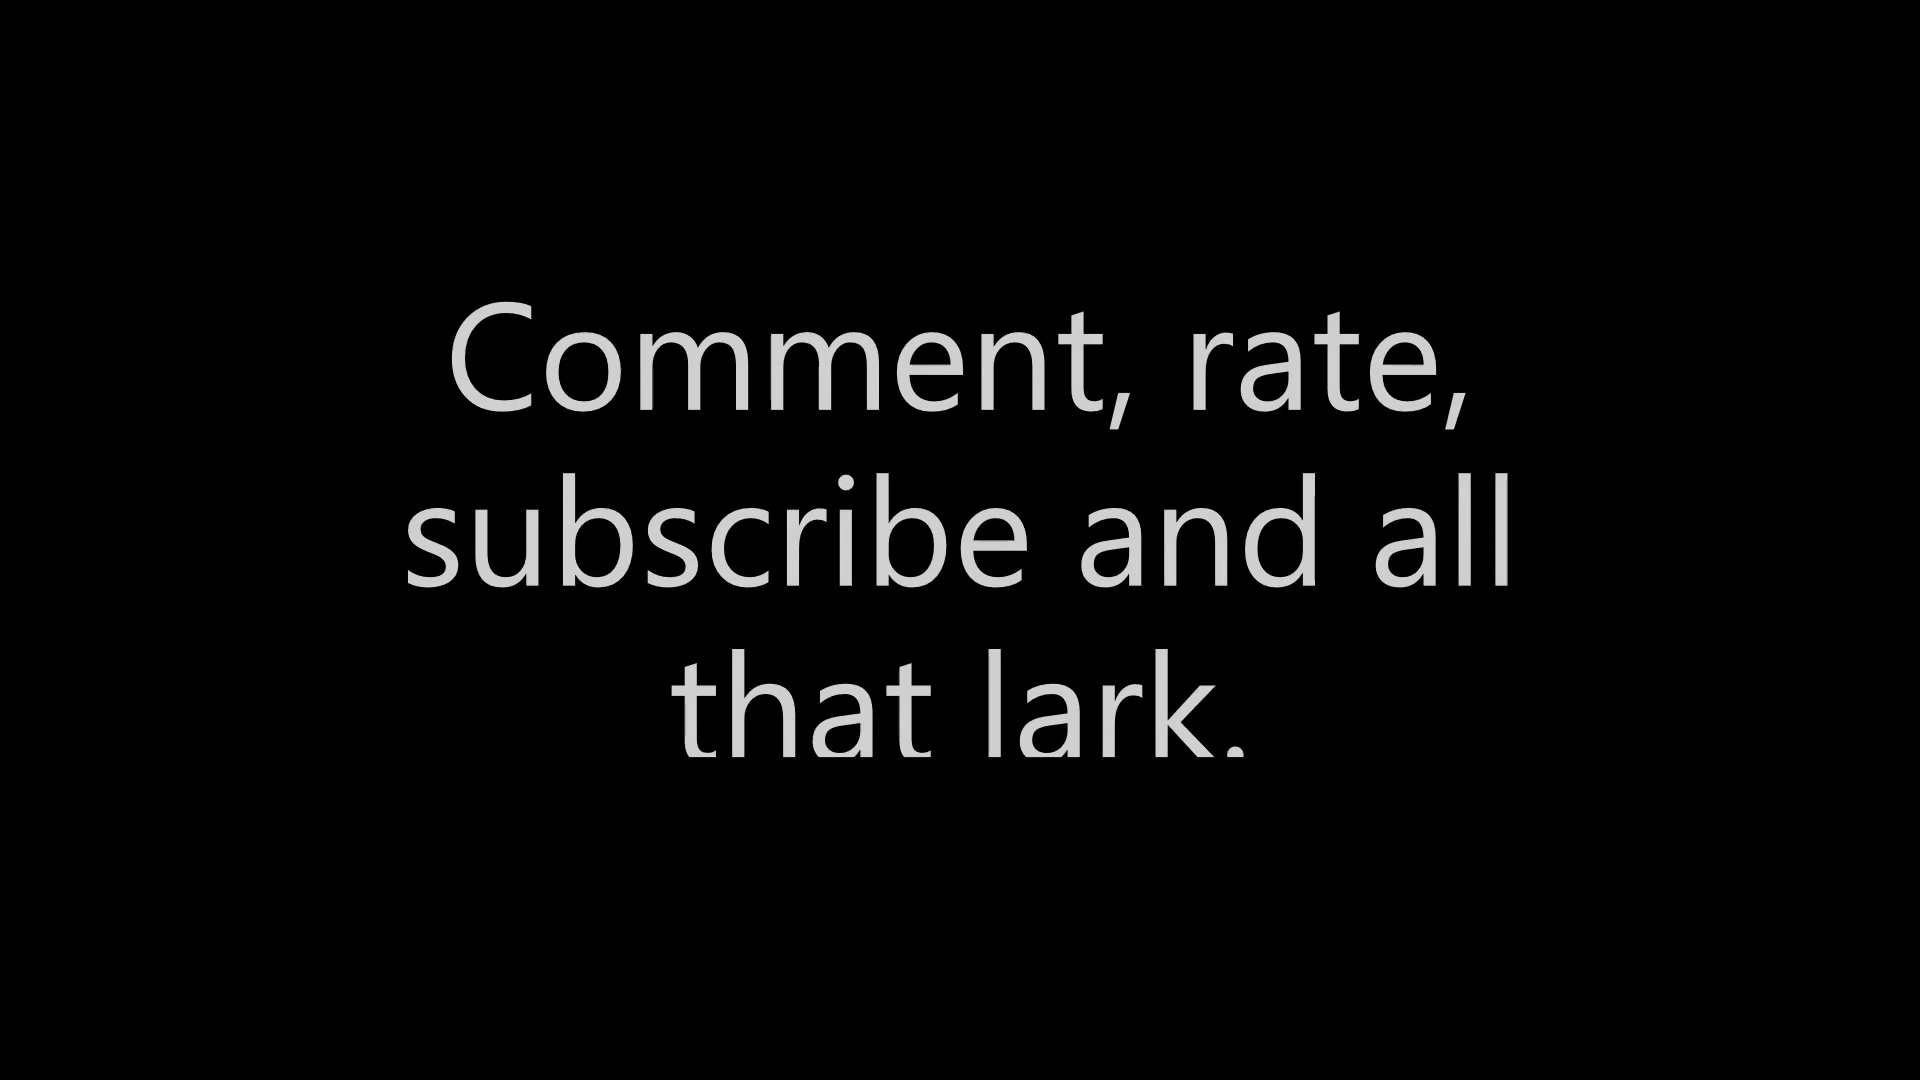 Comment, rate,
subscribe and all
that lark.